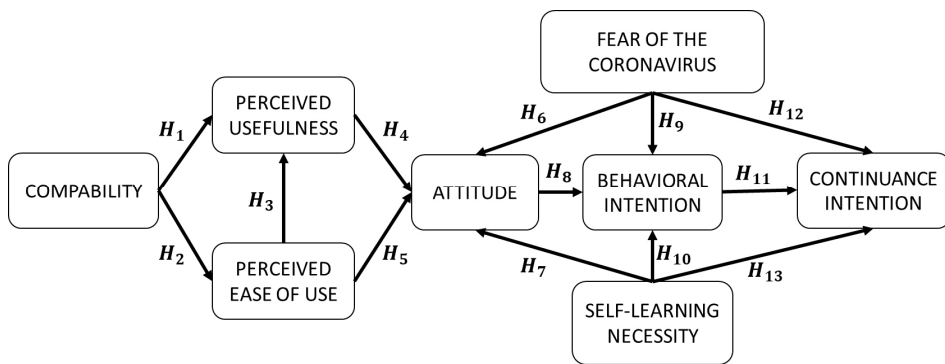 FEAR OF THE
CORONAVIRUS
PERCEIVED
USEFULNESS
H₁
H₄
H₆
H₉
H₁₂
COMPABILITY
H₃
ATTITUDE
H₈
BEHAVIORAL
INTENTION
H₁₁
CONTINUANCE
INTENTION
H₂
H₅
H₇
H₁₀
H₁₃
PERCEIVED
EASE OF USE
SELF-LEARNING
NECESSITY